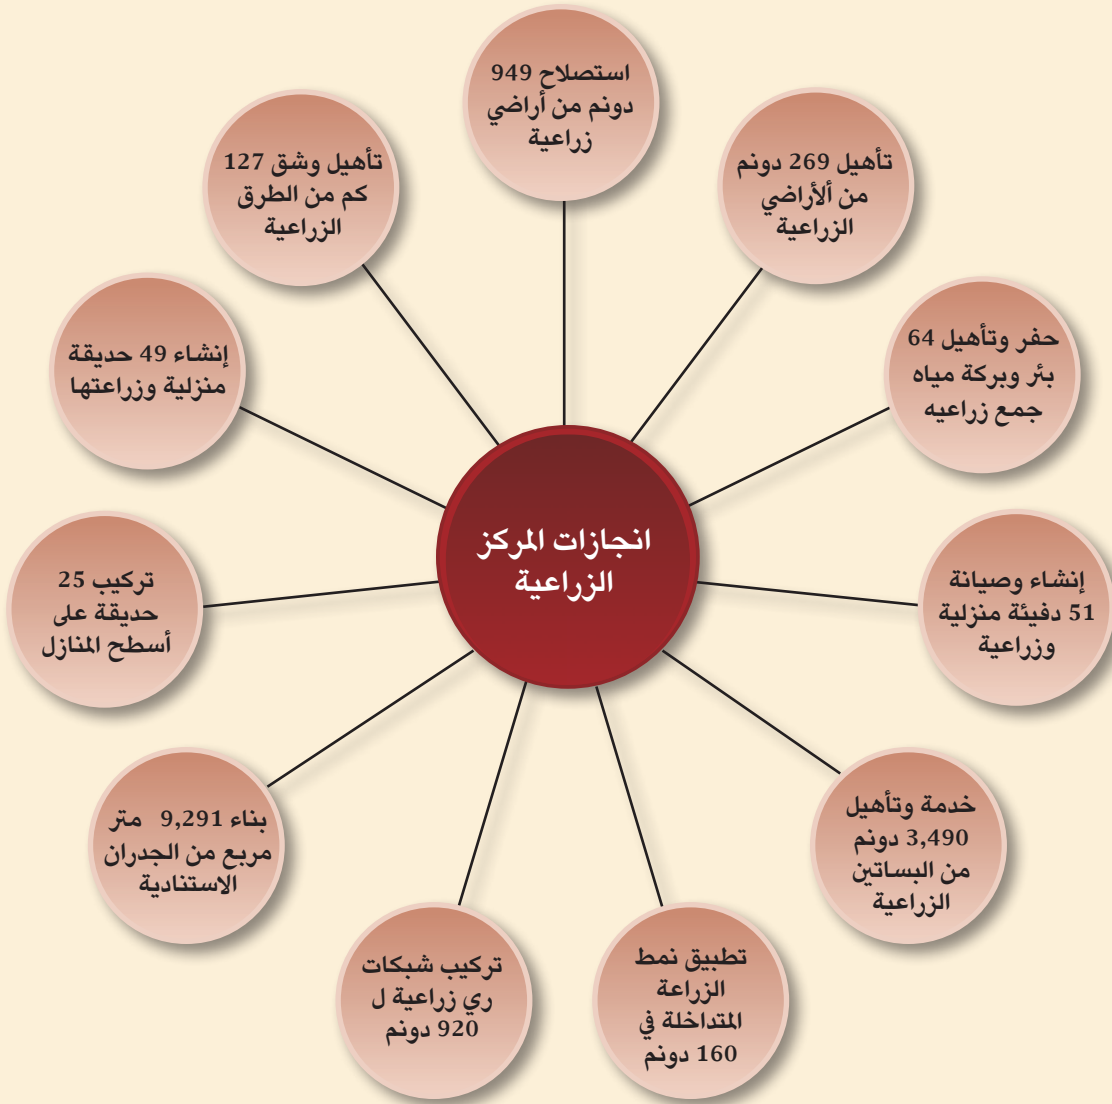 انجازات المركز
الزراعية
استصلاح 949
دونم من أراضي
زراعية
تأهيل 269 دونم
من ألأراضي
الزراعية
حفر وتأهيل 64
بئر وبركة مياه
جمع زراعيه
إنشاء وصيانة
51 دفيئة منزلية
وزراعية
خدمة وتأهيل
3,490 دونم
من البساتين
الزراعية
تطبيق نمط
الزراعة
المتداخلة في
160 دونم
تركيب شبكات
ري زراعية ل
920 دونم
بناء 9,291 متر
مربع من الجدران
الاستنادية
تركيب 25
حديقة على
أسطح المنازل
إنشاء 49 حديقة
منزلية وزراعتها
تأهيل وشق 127
كم من الطرق
الزراعية